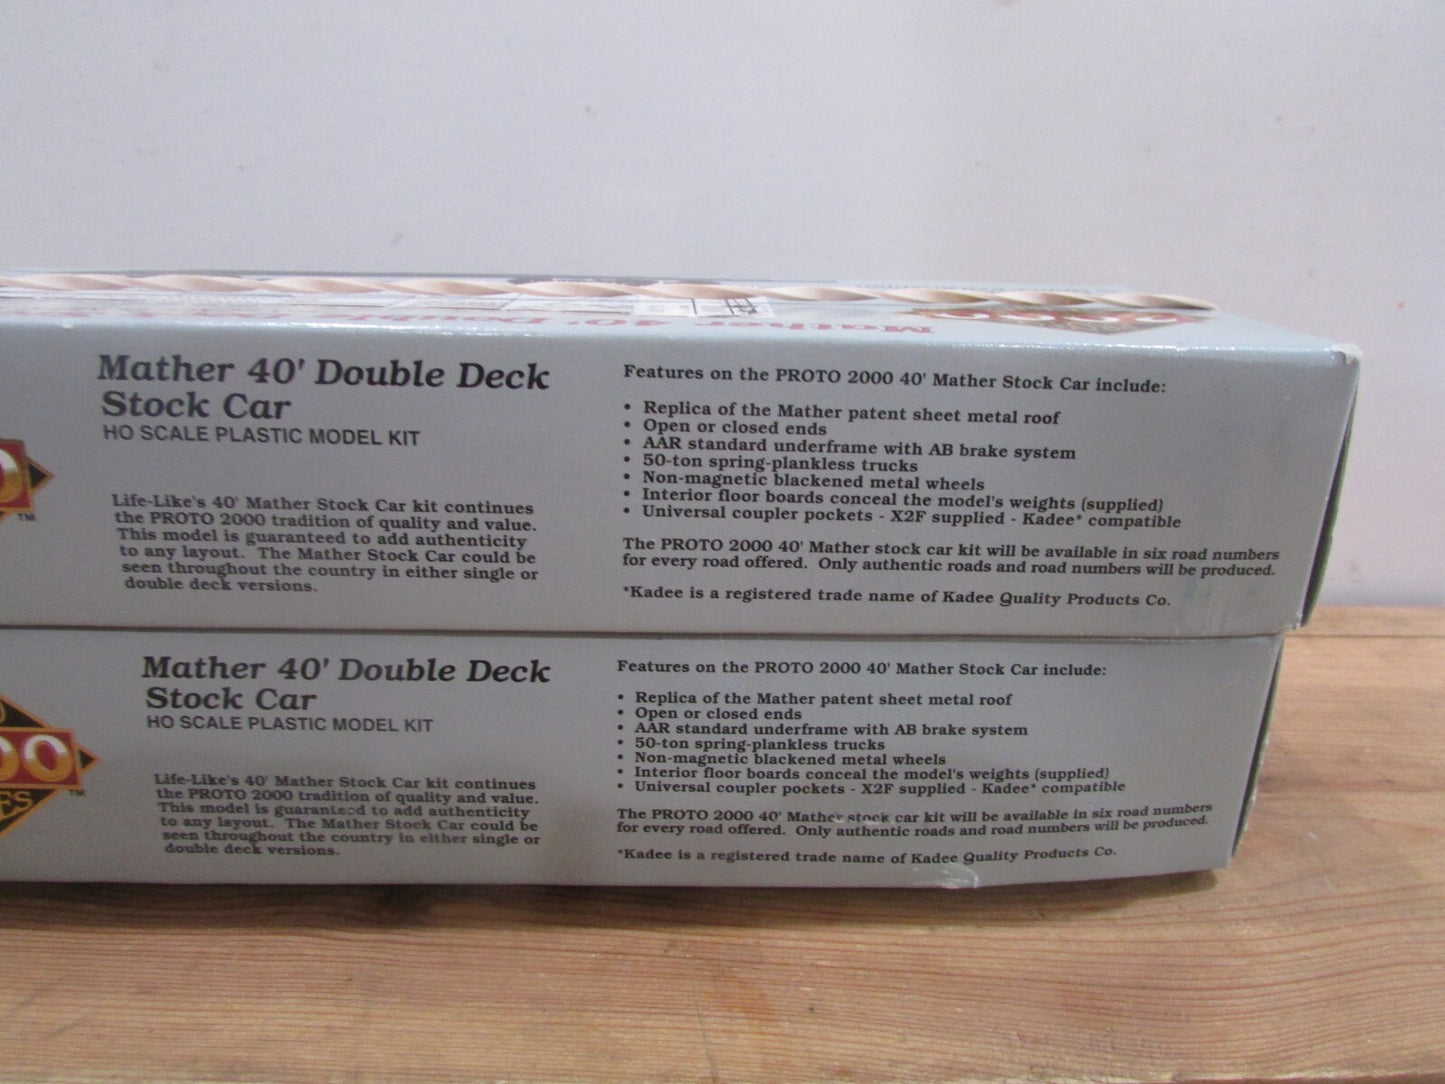 Mather 40' Double Deck
Stock Car
HO SCALE PLASTIC MODEL KIT
Life-Like's 40' Mather Stock Car kit continues
the PROTO 2000 tradition of quality and value.
This model is guaranteed to add authenticity
to any layout. The Mather Stock Car could be
seen throughout the country in either single or
double deck versions.
TM
Features on the PROTO 2000 40' Mather Stock Car include:
• Replica of the Mather patent sheet metal roof
• Open or closed ends
• AAR standard underframe with AB brake system
• 50-ton spring-plankless trucks
• Non-magnetic blackened metal wheels
• Interior floor boards conceal the model's weights (supplied)
• Universal coupler pockets - X2F supplied - Kadee* compatible
The PROTO 2000 40' Mather stock car kit will be available in six road numbers
for every road offered. Only authentic roads and road numbers will be produced.
*Kadee is a registered trade name of Kadee Quality Products Co.
Mather 40' Double Deck
Stock Car
HO SCALE PLASTIC MODEL KIT
Life-Like's 40' Mather Stock Car kit continues
the PROTO 2000 tradition of quality and value.
This model is guaranteed to add authenticity
to any layout. The Mather Stock Car could be
seen throughout the country in either single or
double deck versions.
00
ES
TM
Features on the PROTO 2000 40' Mather Stock Car include:
• Replica of the Mather patent sheet metal roof
• Open or closed ends
• AAR standard underframe with AB brake system
• 50-ton spring-plankless trucks
• Non-magnetic blackened metal wheels
• Interior floor boards conceal the model's weights (supplied)
• Universal coupler pockets - X2F supplied - Kadee* compatible
The PROTO 2000 40' Mather stock car kit will be available in six road numbers
for every road offered. Only authentic roads and road numbers will be produced.
*Kadee is a registered trade name of Kadee Quality Products Co.
Mather 40' Double